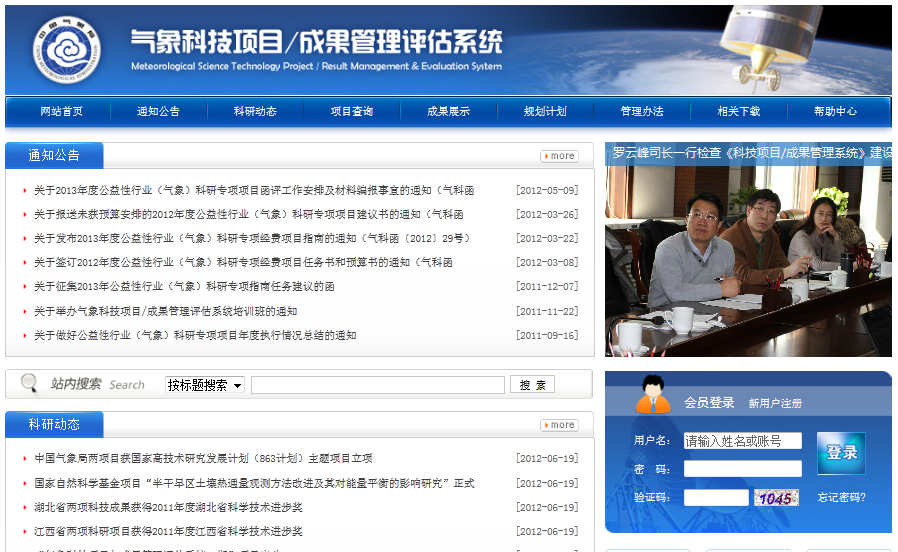 中国气象局
CHINA METEOROLOGICAL ADMINISTRATION
气象科技项目/成果管理评估系统
Meteorological Science Technology Project / Result Management & Evaluation System
网站首页 通知公告 科研动态 项目查询 成果展示 规划计划 管理办法 相关下载 帮助中心
通知公告 more
关于2013年度公益性行业（气象）科研专项项目函评工作安排及材料编报事宜的通知（气科函 [2012-05-09]
关于报送未获预算安排的2012年度公益性行业（气象）科研专项项目建议书的通知（气科函 [2012-03-26]
关于发布2013年度公益性行业（气象）科研专项经费项目指南的通知（气科函〔2012〕29号） [2012-03-22]
关于签订2012年度公益性行业（气象）科研专项经费项目任务书和预算书的通知（气科函 [2012-03-08]
关于征集2013年公益性行业（气象）科研专项指南任务建议的函 [2011-12-07]
关于举办气象科技项目/成果管理评估系统培训班的通知 [2011-11-22]
关于做好公益性行业（气象）科研专项项目年度执行情况总结的通知 [2011-09-16]
罗云峰司长一行检查《科技项目/成果管理系统》建设
站内搜索 Search 按标题搜索 搜 索
科研动态 more
中国气象局两项目获国家高技术研究发展计划（863计划）主题项目立项 [2012-06-19]
国家自然科学基金项目“半干旱区土壤热通量观测方法改进及其对能量平衡的影响研究”正式 [2012-06-19]
湖北省两项科技成果获得2011年度湖北省科学技术进步奖 [2012-06-19]
江西省两项科研项目获得2011年度江西省科学技术进步奖 [2012-06-19]
会员登录 新用户注册
用户名： 请输入姓名或账号
密 码： 登录
验证码： 1045 忘记密码?